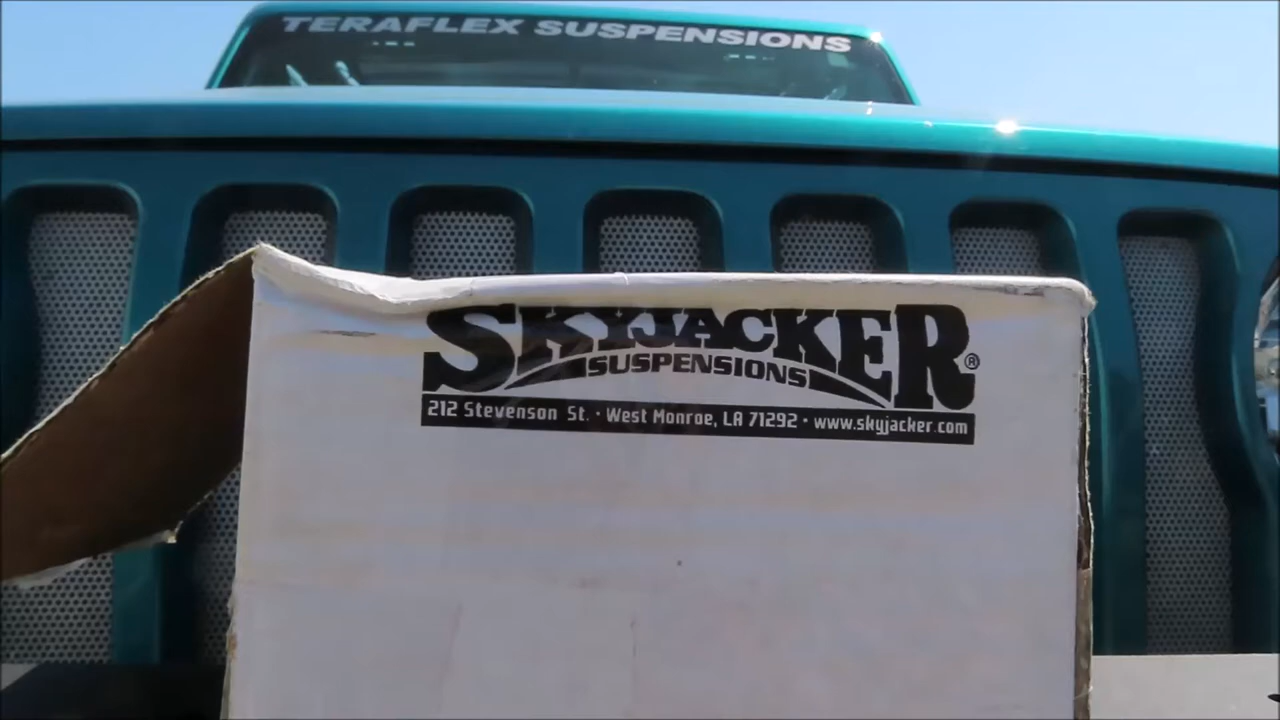 TERAFLEX SUSPENSIONS
SKYJACKER®
SUSPENSIONS
212 Stevenson St. • West Monroe, LA 71292 • www.skyjacker.com